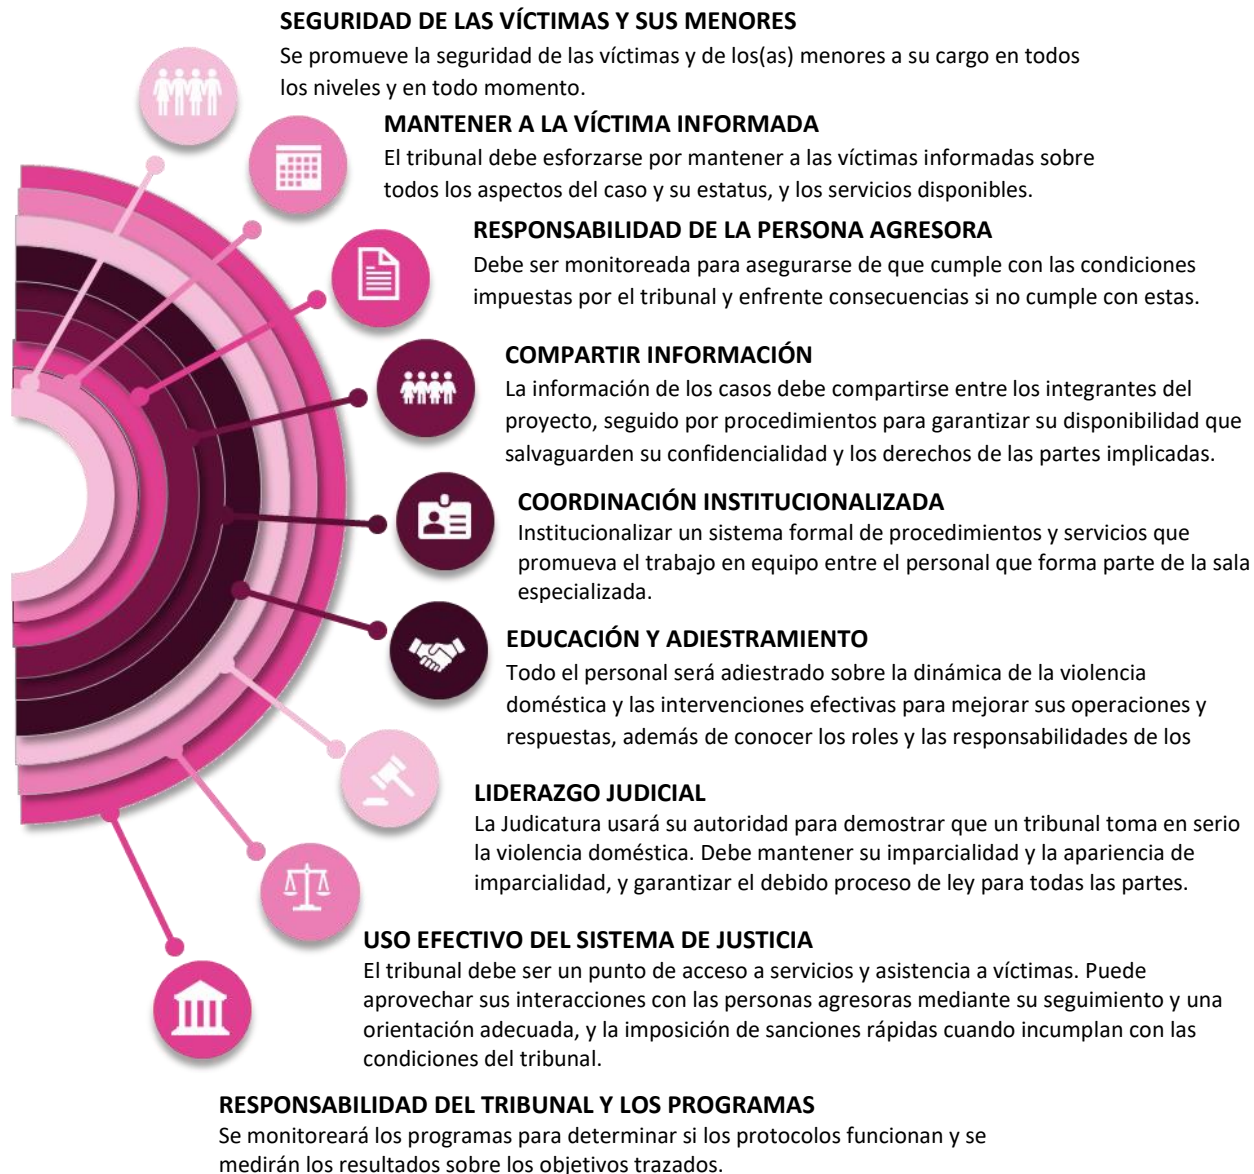 SEGURIDAD DE LAS VÍCTIMAS Y SUS MENORES
Se promueve la seguridad de las víctimas y de los(as) menores a su cargo en todos
los niveles y en todo momento.
MANTENER A LA VÍCTIMA INFORMADA
El tribunal debe esforzarse por mantener a las víctimas informadas sobre
todos los aspectos del caso y su estatus, y los servicios disponibles.
RESPONSABILIDAD DE LA PERSONA AGRESORA
Debe ser monitoreada para asegurarse de que cumple con las condiciones
impuestas por el tribunal y enfrente consecuencias si no cumple con estas.
COMPARTIR INFORMACIÓN
La información de los casos debe compartirse entre los integrantes del
proyecto, seguido por procedimientos para garantizar su disponibilidad que
salvaguarden su confidencialidad y los derechos de las partes implicadas.
COORDINACIÓN INSTITUCIONALIZADA
Institucionalizar un sistema formal de procedimientos y servicios que
promueva el trabajo en equipo entre el personal que forma parte de la sala
especializada.
EDUCACIÓN Y ADIESTRAMIENTO
Todo el personal será adiestrado sobre la dinámica de la violencia
doméstica y las intervenciones efectivas para mejorar sus operaciones y
respuestas, además de conocer los roles y las responsabilidades de los
LIDERAZGO JUDICIAL
La Judicatura usará su autoridad para demostrar que un tribunal toma en serio
la violencia doméstica. Debe mantener su imparcialidad y la apariencia de
imparcialidad, y garantizar el debido proceso de ley para todas las partes.
USO EFECTIVO DEL SISTEMA DE JUSTICIA
El tribunal debe ser un punto de acceso a servicios y asistencia a víctimas. Puede
aprovechar sus interacciones con las personas agresoras mediante su seguimiento y una
orientación adecuada, y la imposición de sanciones rápidas cuando incumplan con las
condiciones del tribunal.
RESPONSABILIDAD DEL TRIBUNAL Y LOS PROGRAMAS
Se monitoreará los programas para determinar si los protocolos funcionan y se
medirán los resultados sobre los objetivos trazados.